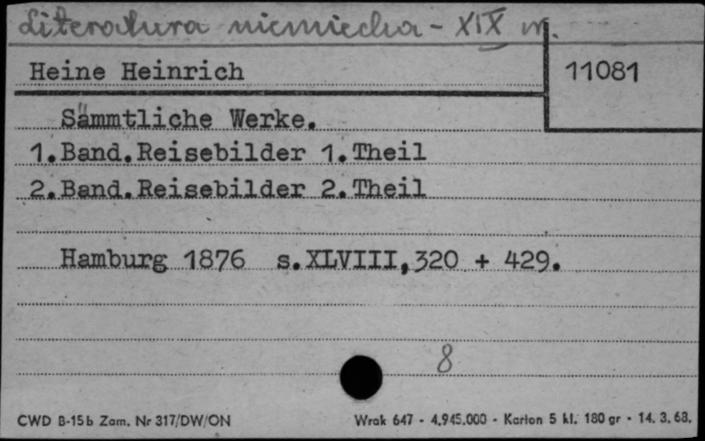 Literatura niemiecka - XIX w.
Heine Heinrich
11081
Sämmtliche Werke.
1.Band.Reisebilder 1.Theil
2.Band.Reisebilder 2.Theil
Hamburg 1876 s.XLVIII,320 + 429.
8
CWD B-15b Zam. Nr 317/DW/ON
Wrak 647 - 4.945.000 - Karton 5 kl. 180 gr - 14. 3. 68.